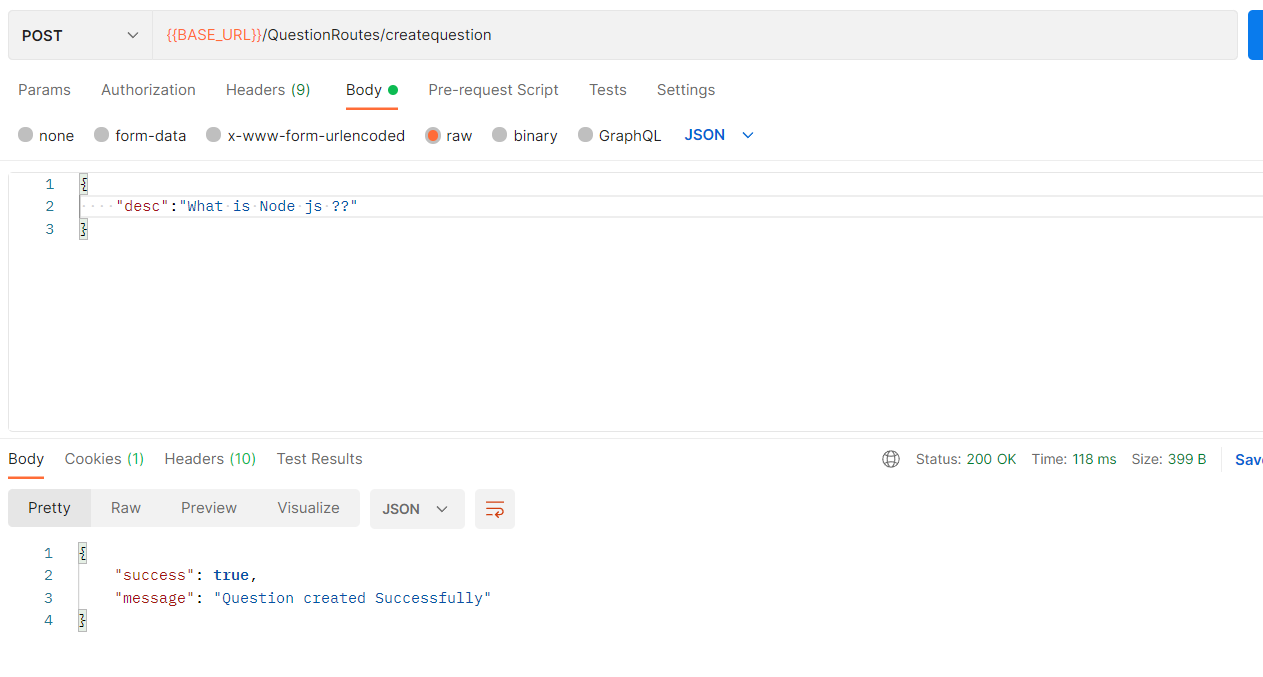 POST {{BASE_URL}}/QuestionRoutes/createquestion
Params Authorization Headers (9) Body Pre-request Script Tests Settings
none form-data x-www-form-urlencoded raw binary GraphQL JSON
1 {
2 ····"desc":"What·is·Node·js·??"
3 }
Body Cookies (1) Headers (10) Test Results Status: 200 OK Time: 118 ms Size: 399 B
Pretty Raw Preview Visualize JSON
1 {
2 "success": true,
3 "message": "Question created Successfully"
4 }